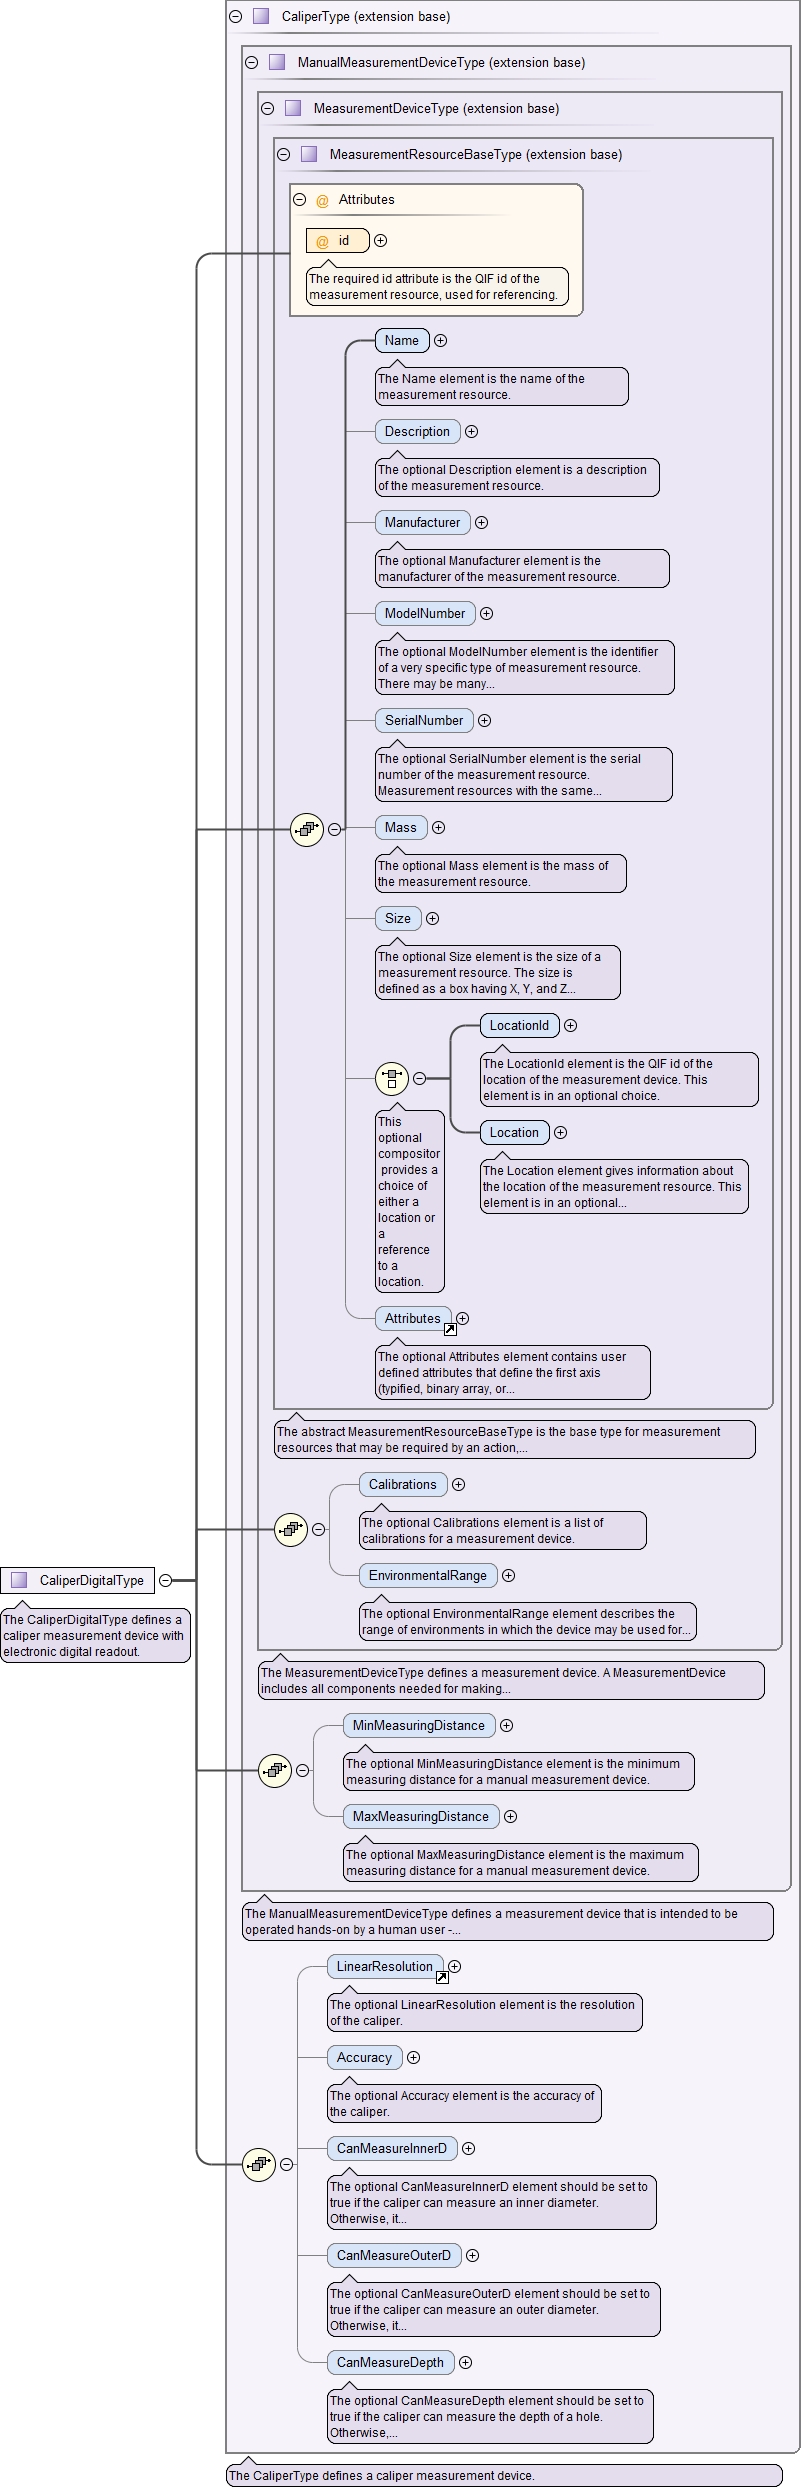 CaliperType (extension base)
ManualMeasurementDeviceType (extension base)
MeasurementDeviceType (extension base)
MeasurementResourceBaseType (extension base)
@ Attributes
@ id
The required id attribute is the QIF id of the
measurement resource, used for referencing.
Name
The Name element is the name of the
measurement resource.
Description
The optional Description element is a description
of the measurement resource.
Manufacturer
The optional Manufacturer element is the
manufacturer of the measurement resource.
ModelNumber
The optional ModelNumber element is the identifier
of a very specific type of measurement resource.
There may be many...
SerialNumber
The optional SerialNumber element is the serial
number of the measurement resource.
Measurement resources with the same...
Mass
The optional Mass element is the mass of
the measurement resource.
Size
The optional Size element is the size of a
measurement resource. The size is
defined as a box having X, Y, and Z...
LocationId
The LocationId element is the QIF id of the
location of the measurement device. This
element is in an optional choice.
Location
The Location element gives information about
the location of the measurement resource. This
element is in an optional...
This
optional
compositor
provides a
choice of
either a
location or
a
reference
to a
location.
Attributes
The optional Attributes element contains user
defined attributes that define the first axis
(typified, binary array, or...
The abstract MeasurementResourceBaseType is the base type for measurement
resources that may be required by an action,...
Calibrations
The optional Calibrations element is a list of
calibrations for a measurement device.
EnvironmentalRange
The optional EnvironmentalRange element describes the
range of environments in which the device may be used for...
CaliperDigitalType
The CaliperDigitalType defines a
caliper measurement device with
electronic digital readout.
The MeasurementDeviceType defines a measurement device. A MeasurementDevice
includes all components needed for making...
MinMeasuringDistance
The optional MinMeasuringDistance element is the minimum
measuring distance for a manual measurement device.
MaxMeasuringDistance
The optional MaxMeasuringDistance element is the maximum
measuring distance for a manual measurement device.
The ManualMeasurementDeviceType defines a measurement device that is intended to be
operated hands-on by a human user -...
LinearResolution
The optional LinearResolution element is the resolution
of the caliper.
Accuracy
The optional Accuracy element is the accuracy of
the caliper.
CanMeasureInnerD
The optional CanMeasureInnerD element should be set to
true if the caliper can measure an inner diameter.
Otherwise, it...
CanMeasureOuterD
The optional CanMeasureOuterD element should be set to
true if the caliper can measure an outer diameter.
Otherwise, it...
CanMeasureDepth
The optional CanMeasureDepth element should be set to
true if the caliper can measure the depth of a hole.
Otherwise,...
The CaliperType defines a caliper measurement device.